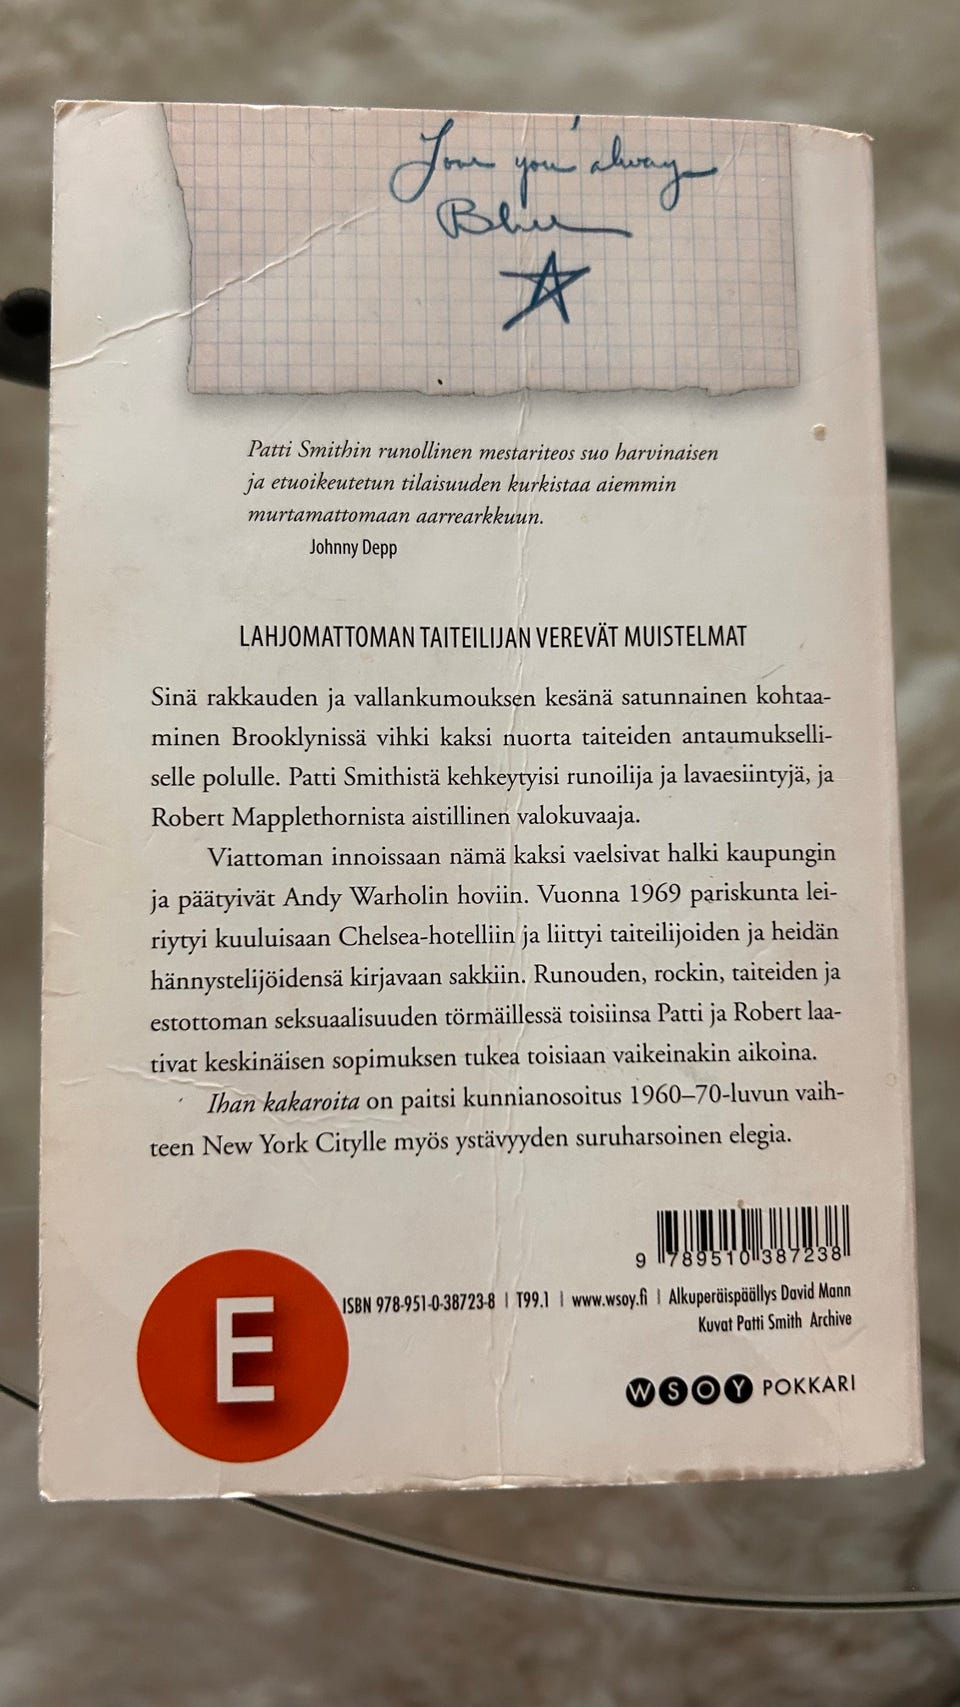 Love you always
Blue
Patti Smithin runollinen mestariteos suo harvinaisen
ja etuoikeutetun tilaisuuden kurkistaa aiemmin
murtamattomaan aarrearkkuun.
Johnny Depp
LAHJOMATTOMAN TAITEILIJAN VEREVÄT MUISTELMAT
Sinä rakkauden ja vallankumouksen kesänä satunnainen kohtaa-
minen Brooklynissä vihki kaksi nuorta taiteiden antaumukselli-
selle polulle. Patti Smithistä kehkeytyisi runoilija ja lavaesiintyjä, ja
Robert Mapplethornista aistillinen valokuvaaja.
Viattoman innoissaan nämä kaksi vaelsivat halki kaupungin
ja päätyivät Andy Warholin hoviin. Vuonna 1969 pariskunta lei-
riytyi kuuluisaan Chelsea-hotelliin ja liittyi taiteilijoiden ja heidän
hännystelijöidensä kirjavaan sakkiin. Runouden, rockin, taiteiden ja
estottoman seksuaalisuuden törmäillessä toisiinsa Patti ja Robert laa-
tivat keskinäisen sopimuksen tukea toisiaan vaikeinakin aikoina.
Ihan kakaroita on paitsi kunnianosoitus 1960–70-luvun vaih-
teen New York Citylle myös ystävyyden suruharsoinen elegia.
9 789510 387238
ISBN 978-951-0-38723-8 | T99.1 | www.wsoy.fi | Alkuperäispäällys David Mann
Kuvat Patti Smith Archive
E
WSOY POKKARI